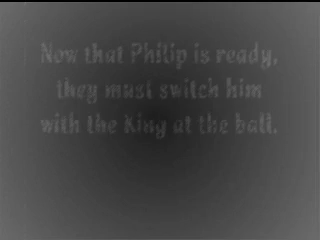 Now that Philip is ready,
they must switch him
with the King at the ball.